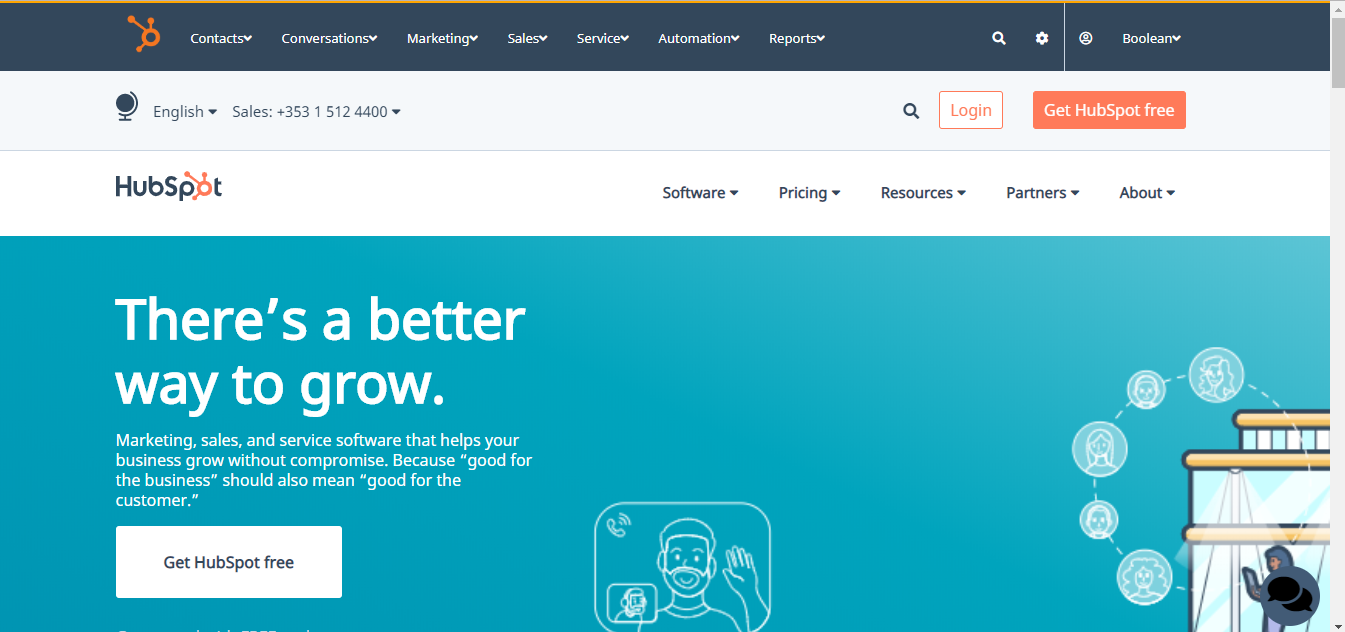 Contacts Conversations Marketing Sales Service Automation Reports Boolean
English Sales: +353 1 512 4400 Login Get HubSpot free
HubSpot Software Pricing Resources Partners About
There’s a better
way to grow.
Marketing, sales, and service software that helps your
business grow without compromise. Because “good for
the business” should also mean “good for the
customer.”
Get HubSpot free